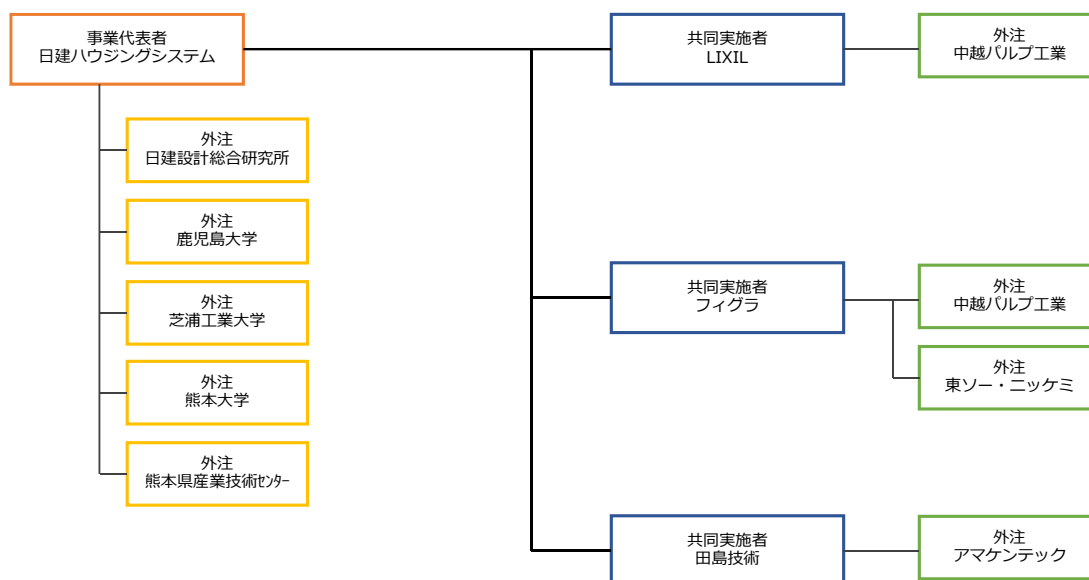 事業代表者
日建ハウジングシステム
外注
日建設計総合研究所
外注
鹿児島大学
外注
芝浦工業大学
外注
熊本大学
外注
熊本県産業技術ｾﾝﾀｰ
共同実施者
LIXIL
外注
中越パルプ工業
共同実施者
フィグラ
外注
中越パルプ工業
外注
東ソー・ニッケミ
共同実施者
田島技術
外注
アマケンテック